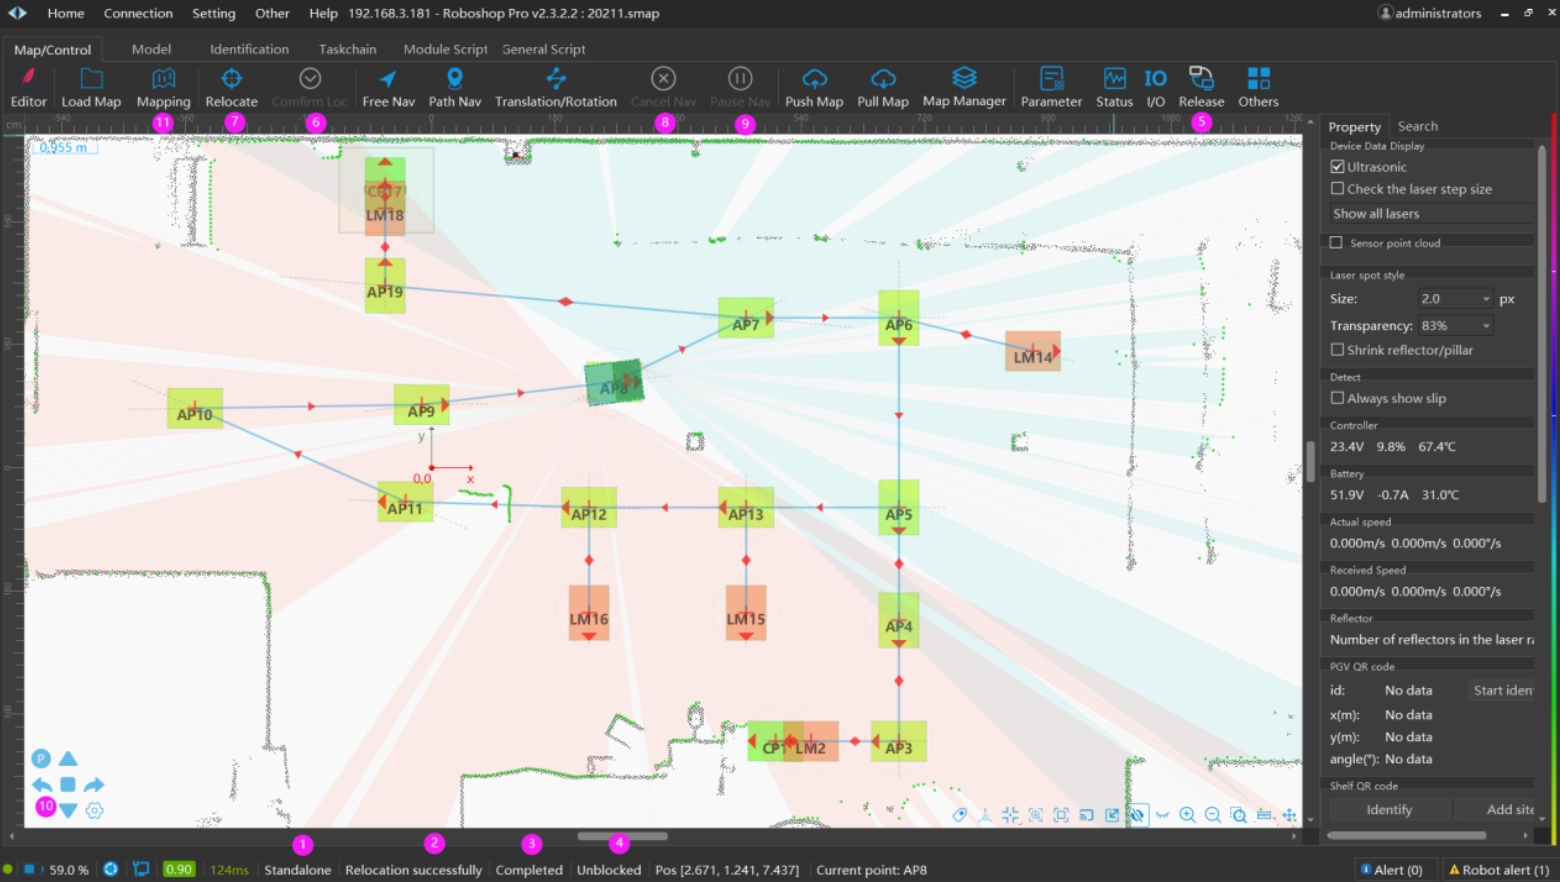 Home Connection Setting Other Help 192.168.3.181 - Roboshop Pro v2.3.2.2 : 20211.smap administrators
Map/Control Model Identification Taskchain Module Script General Script
Editor Load Map Mapping Relocate Comfirm Loc Free Nav Path Nav Translation/Rotation Cancel Nav Pause Nav Push Map Pull Map Map Manager Parameter Status I/O Release Others
IO
11 7 6 8 9 5
cm -540 -360 0 180 540 720 900 1080 1260
0.955 m
CP17
LM18
AP19
AP7
AP6
LM14
AP8
AP10
AP9
y
0,0 x
AP11
AP12
AP13
AP5
LM16
LM15
AP4
CP1 LM2
AP3
360
180
0
-180
-360
P
10
Property Search
Device Data Display
Ultrasonic
Check the laser step size
Show all lasers
Sensor point cloud
Laser spot style
Size: 2.0 px
Transparency: 83%
Shrink reflector/pillar
Detect
Always show slip
Controller
23.4V 9.8% 67.4℃
Battery
51.9V -0.7A 31.0℃
Actual speed
0.000m/s 0.000m/s 0.000°/s
Received Speed
0.000m/s 0.000m/s 0.000°/s
Reflector
Number of reflectors in the laser ra
PGV QR code
id: No data Start iden
x(m): No data
y(m): No data
angle(°): No data
Shelf QR code
Identify Add site
1 2 3 4
59.0 % 0.90 124ms Standalone Relocation successfully Completed Unblocked Pos [2.671, 1.241, 7.437] Current point: AP8 Alert (0) Robot alert (1)